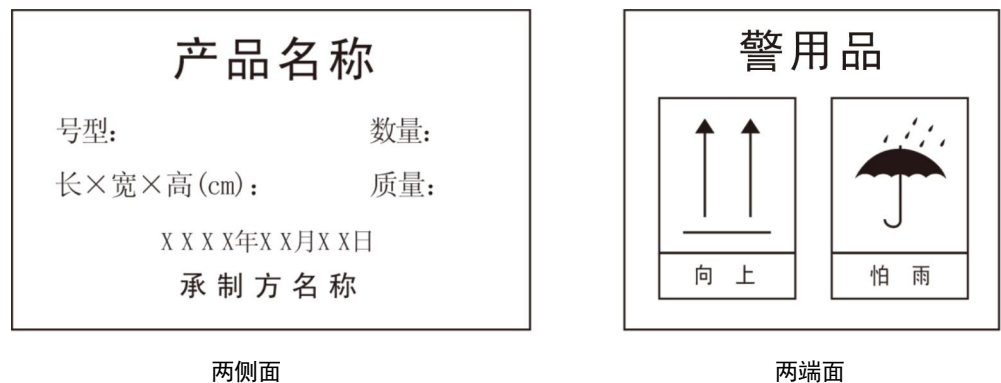 产品名称
号型：
数量：
长×宽×高(cm)：
质量：
XXXX年XX月XX日
承制方名称
两侧面
警用品
向上
怕雨
两端面